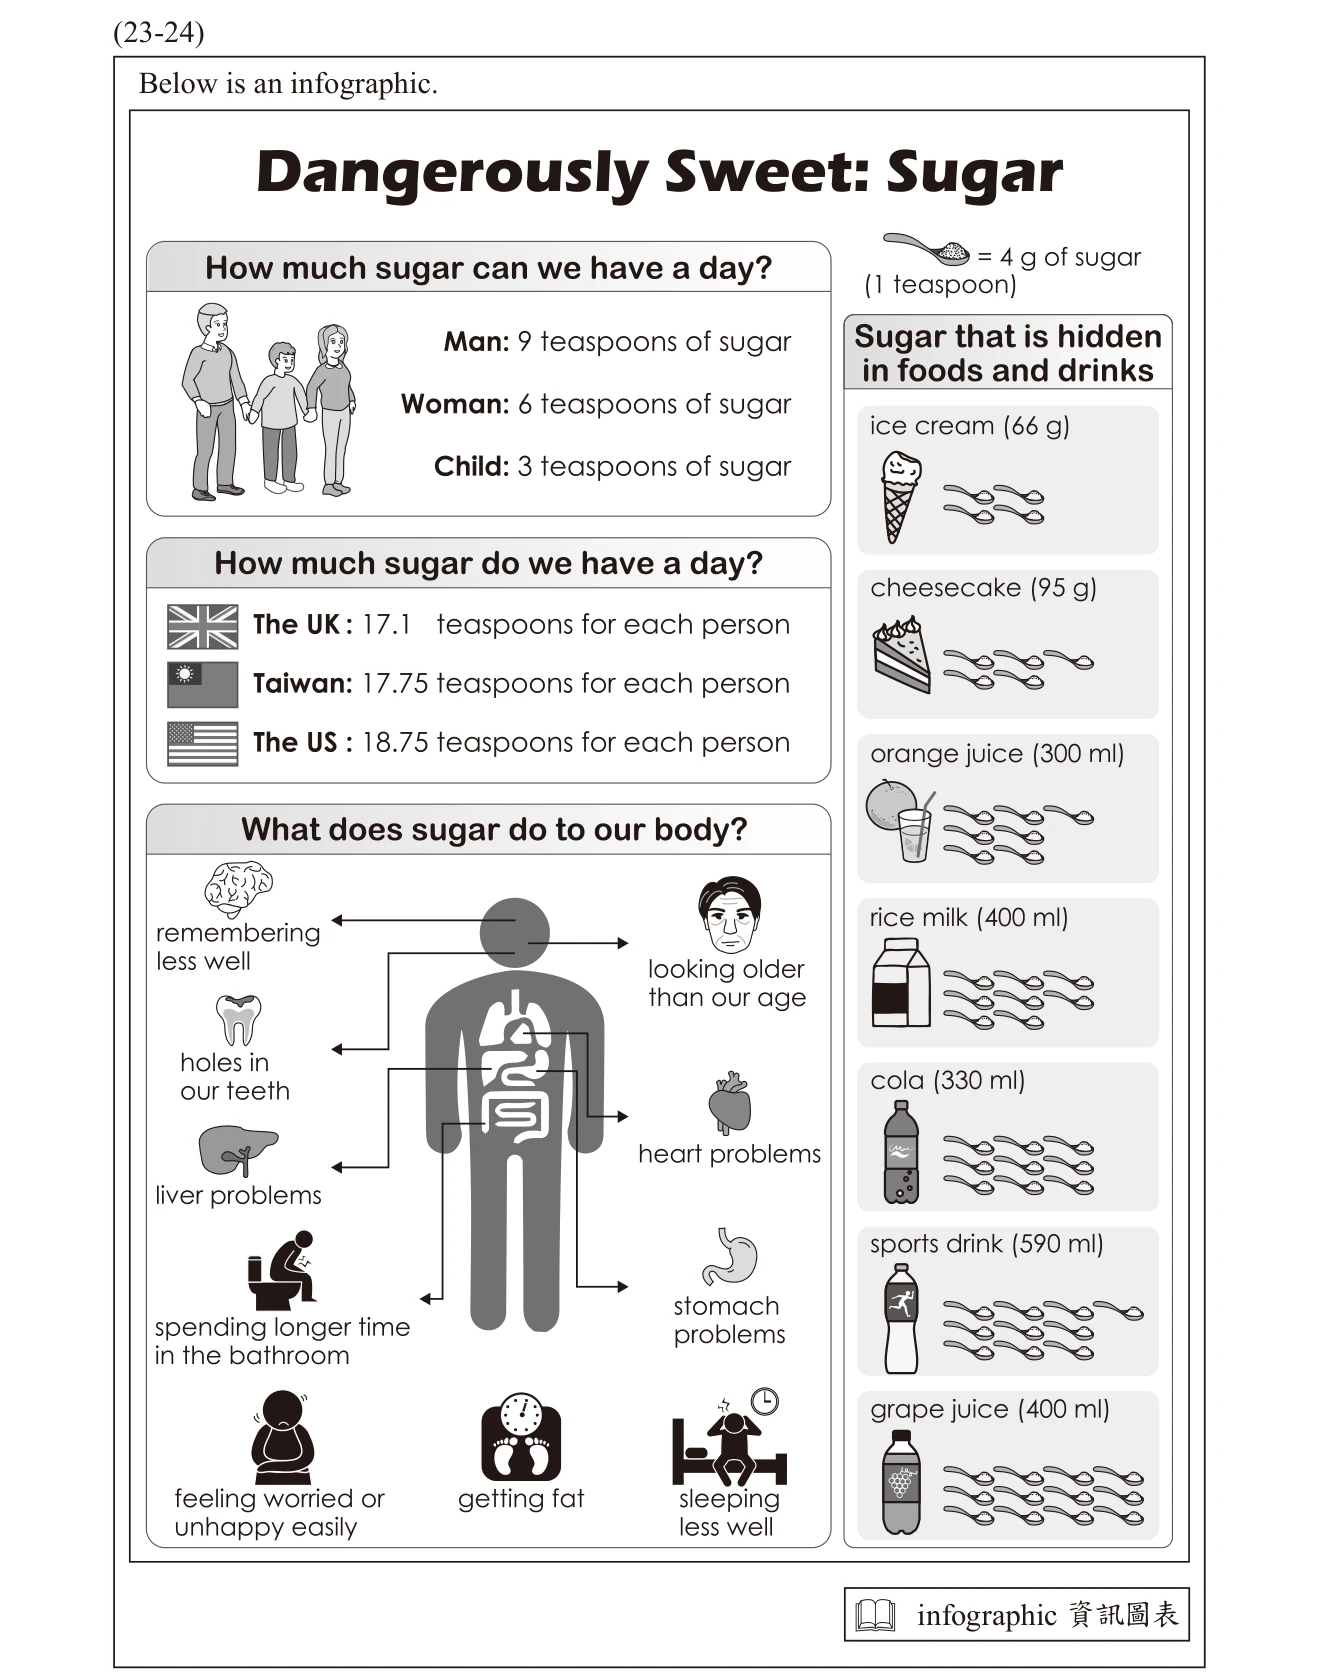 (23-24)
Below is an infographic.
Dangerously Sweet: Sugar
How much sugar can we have a day?
Man: 9 teaspoons of sugar
Woman: 6 teaspoons of sugar
Child: 3 teaspoons of sugar
How much sugar do we have a day?
The UK : 17.1 teaspoons for each person
Taiwan: 17.75 teaspoons for each person
The US : 18.75 teaspoons for each person
What does sugar do to our body?
remembering
less well
looking older
than our age
holes in
our teeth
heart problems
liver problems
stomach
problems
spending longer time
in the bathroom
feeling worried or
unhappy easily
getting fat
sleeping
less well
= 4 g of sugar
(1 teaspoon)
Sugar that is hidden
in foods and drinks
ice cream (66 g)
cheesecake (95 g)
orange juice (300 ml)
rice milk (400 ml)
cola (330 ml)
sports drink (590 ml)
grape juice (400 ml)
infographic 資訊圖表